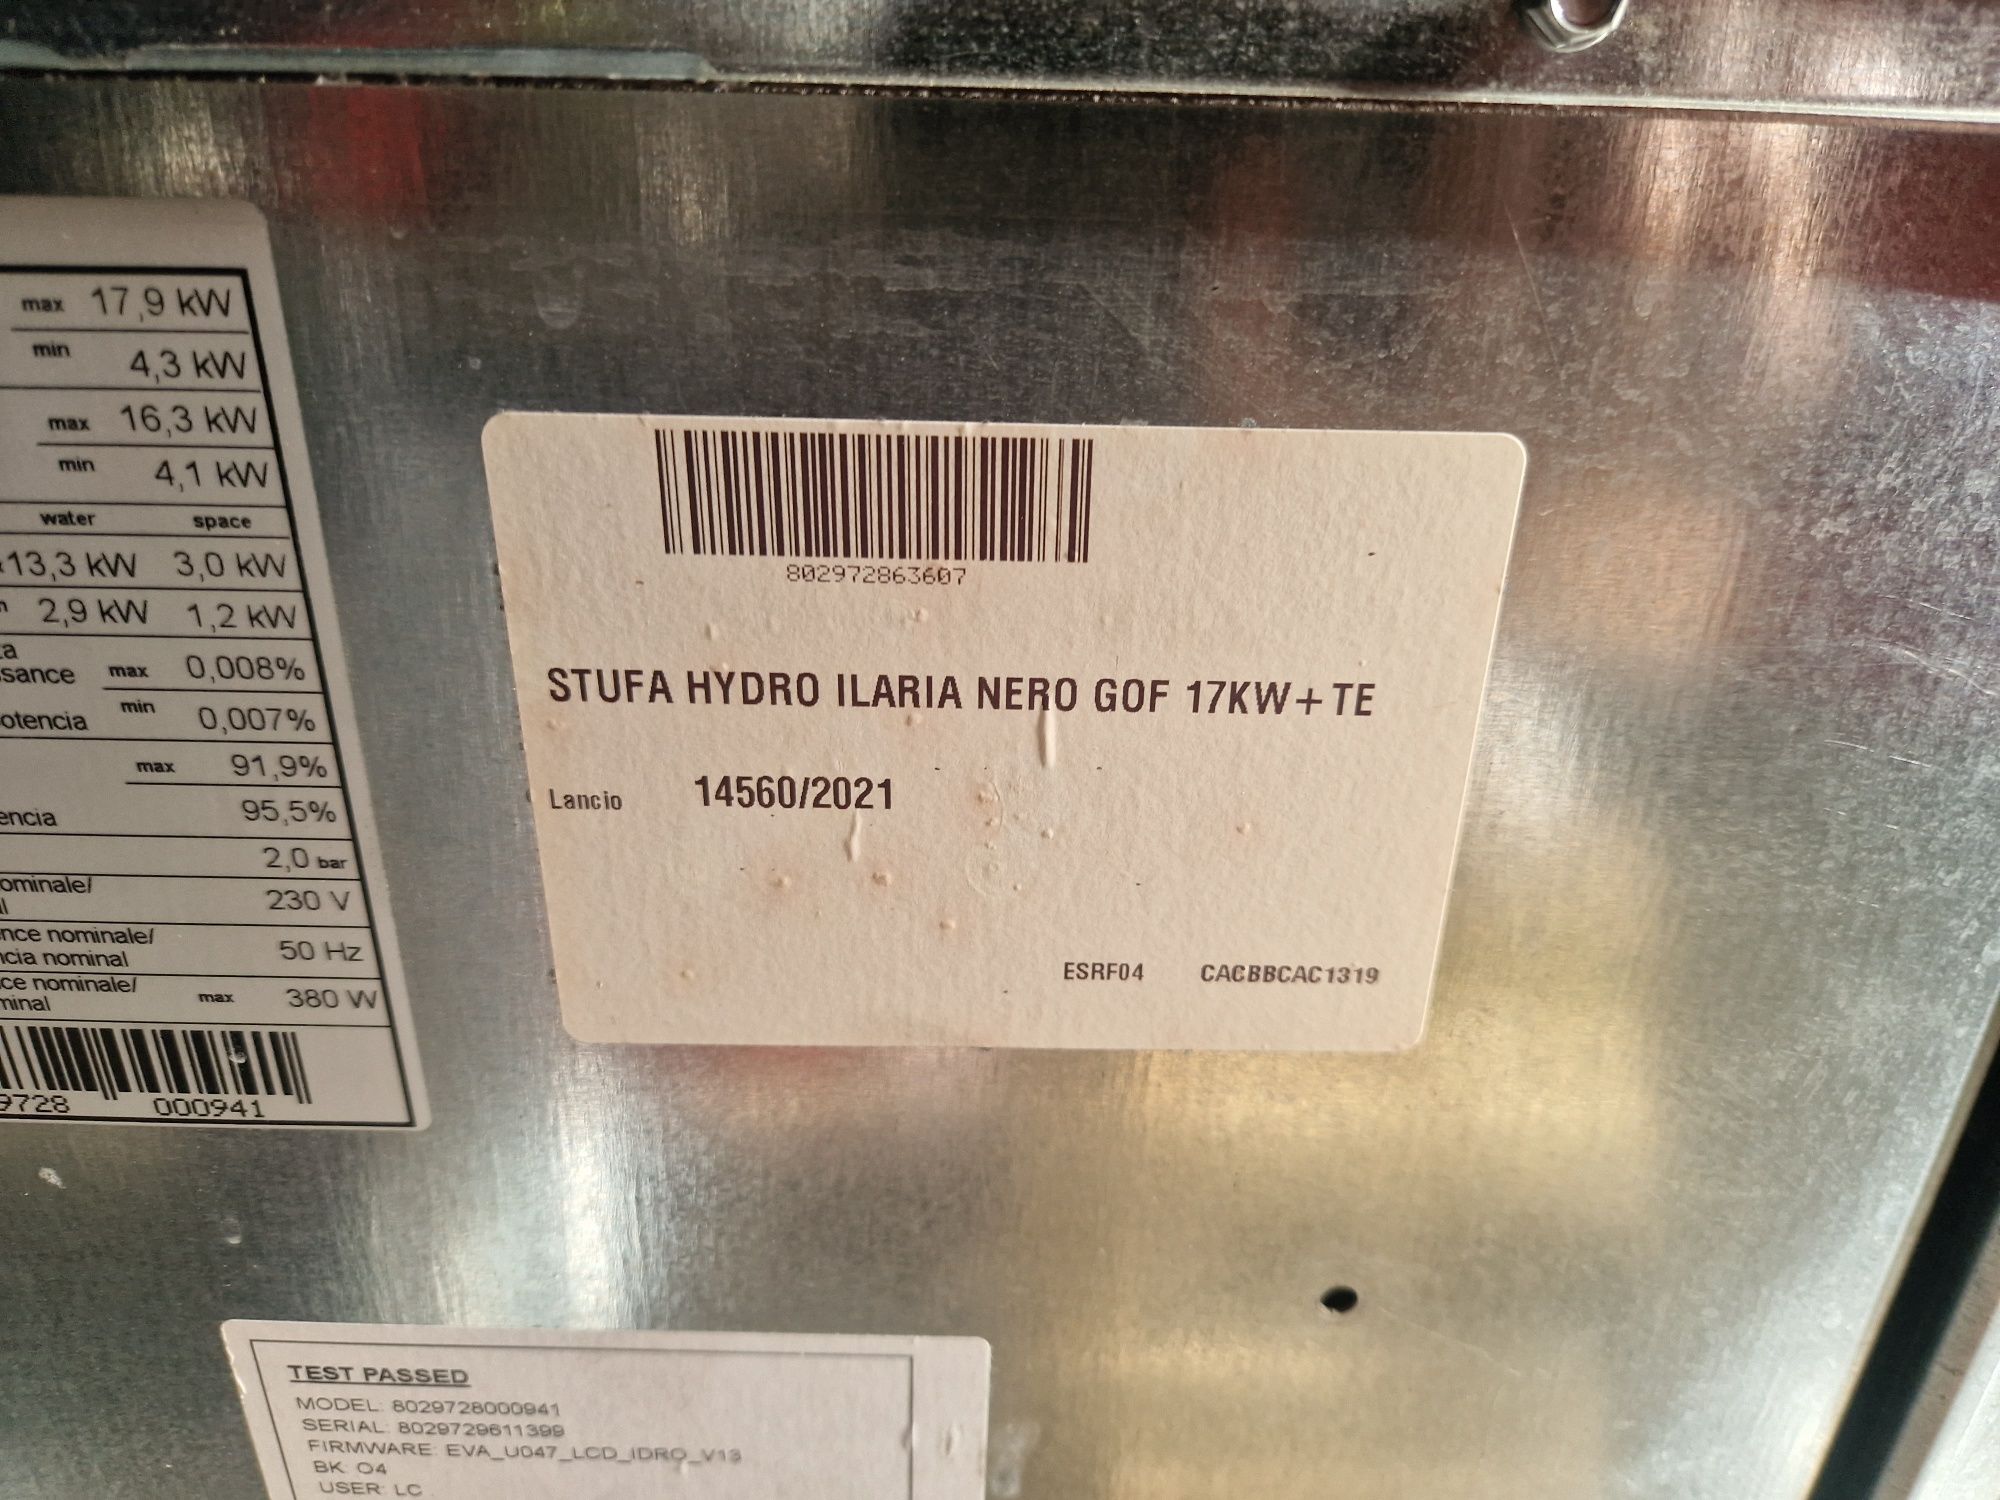 max 17,9 kW
min 4,3 kW
max 16,3 kW
min 4,1 kW
water space
13,3 kW 3,0 kW
2,9 kW 1,2 kW
ssance max 0,008%
otencia min 0,007%
max 91,9%
encia 95,5%
2,0 bar
ominale/
230 V
nce nominale/
ncia nominal 50 Hz
ce nominale/
minal max 380 W
9728 000941
802972863607
STUFA HYDRO ILARIA NERO GOF 17KW+TE
Lancio 14560/2021
ESRF04 CACBBCAC1319
TEST PASSED
MODEL: 8029728000941
SERIAL: 8029729611399
FIRMWARE: EVA_U047_LCD_IDRO_V13
BK: O4
USER: LC